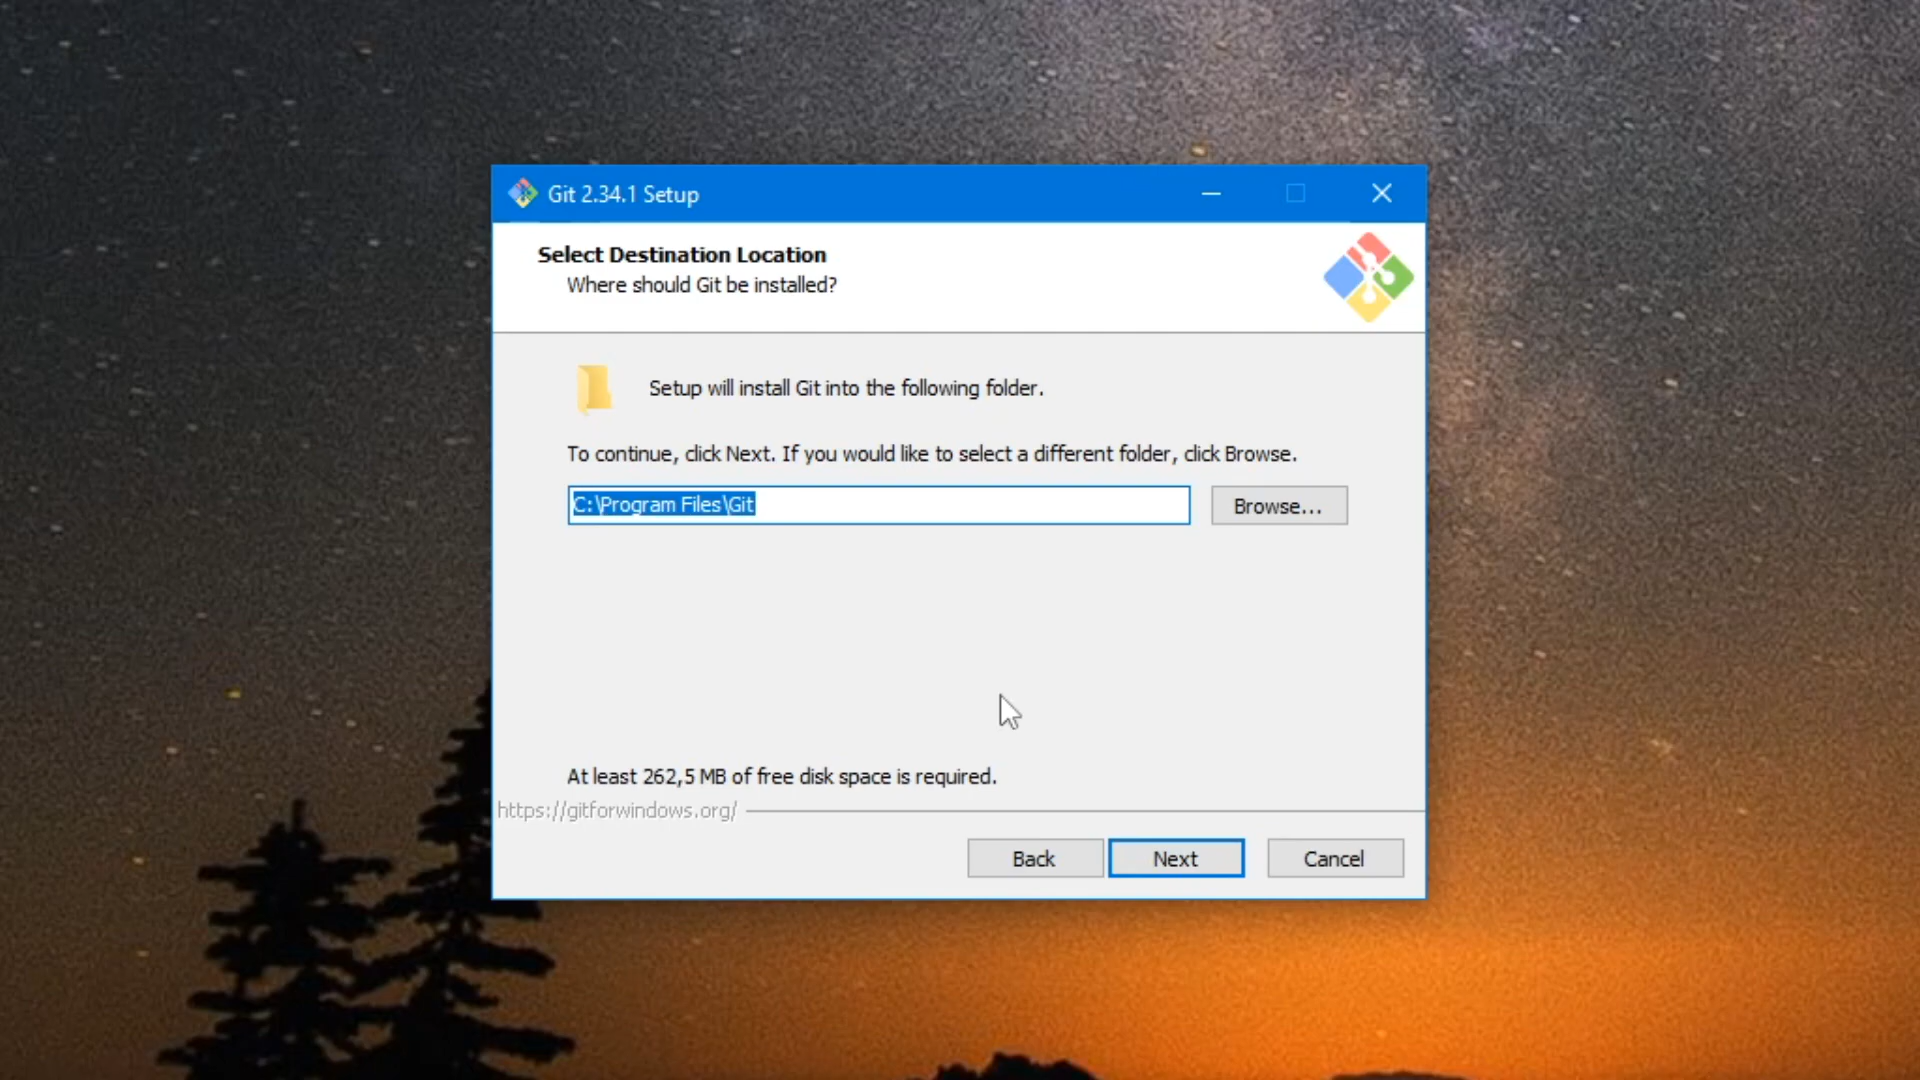 Git 2.34.1 Setup
Select Destination Location
Where should Git be installed?
Setup will install Git into the following folder.
To continue, click Next. If you would like to select a different folder, click Browse.
C:\Program Files\Git
Browse...
At least 262,5 MB of free disk space is required.
https://gitforwindows.org/
Back
Next
Cancel